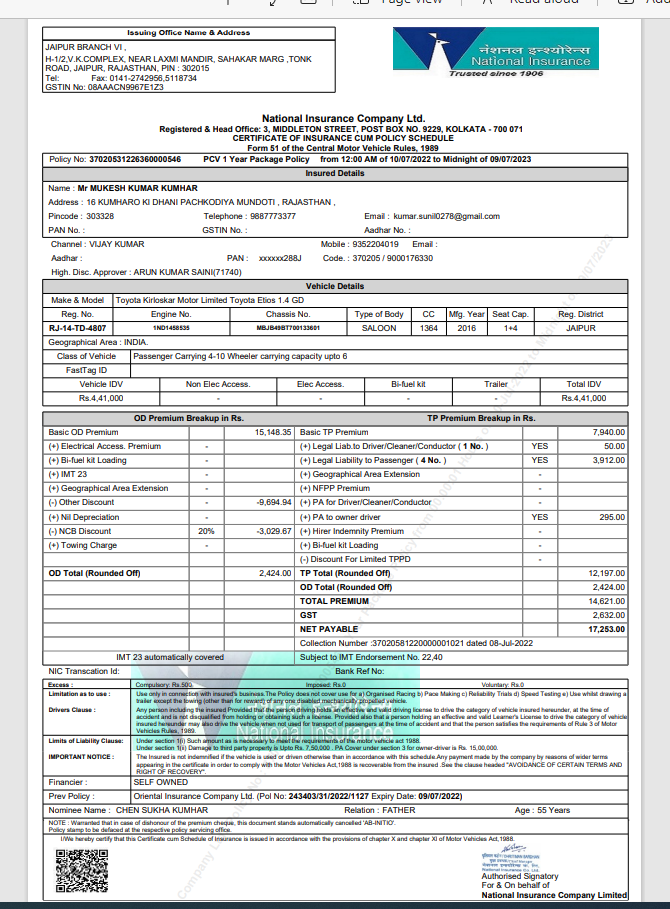 Page view
Read aloud
Issuing Office Name & Address
JAIPUR BRANCH VI ,
H-1/2,V.K.COMPLEX, NEAR LAXMI MANDIR, SAHAKAR MARG ,TONK
ROAD, JAIPUR, RAJASTHAN, PIN : 302015
Tel: Fax: 0141-2742956,5118734
GSTIN No: 08AAACN9967E1Z3
नेशनल इन्श्योरेन्स
National Insurance
Trusted since 1906
National Insurance Company Ltd.
Registered & Head Office: 3, MIDDLETON STREET, POST BOX NO. 9229, KOLKATA - 700 071
CERTIFICATE OF INSURANCE CUM POLICY SCHEDULE
Form 51 of the Central Motor Vehicle Rules, 1989
Policy No: 37020531226360000546 PCV 1 Year Package Policy from 12:00 AM of 10/07/2022 to Midnight of 09/07/2023
Insured Details
Name : Mr MUKESH KUMAR KUMHAR
Address : 16 KUMHARO KI DHANI PACHKODIYA MUNDOTI , RAJASTHAN ,
Pincode : 303328 Telephone : 9887773377 Email : kumar.sunil0278@gmail.com
PAN No. : GSTIN No. : Aadhar No. :
Channel : VIJAY KUMAR Mobile : 9352204019 Email :
Aadhar : PAN : xxxxxx288J Code. : 370205 / 9000176330
High. Disc. Approver : ARUN KUMAR SAINI(71740)
Vehicle Details
Make & Model Toyota Kirloskar Motor Limited Toyota Etios 1.4 GD
Reg. No. Engine No. Chassis No. Type of Body CC Mfg. Year Seat Cap. Reg. District
RJ-14-TD-4807 1ND1458535 MBJB49BT700133601 SALOON 1364 2016 1+4 JAIPUR
Geographical Area : INDIA.
Class of Vehicle Passenger Carrying 4-10 Wheeler carrying capacity upto 6
FastTag ID
Vehicle IDV Non Elec Access. Elec Access. Bi-fuel kit Trailer Total IDV
Rs.4,41,000 - - - - Rs.4,41,000
OD Premium Breakup in Rs. TP Premium Breakup in Rs.
Basic OD Premium 15,148.35 Basic TP Premium 7,940.00
(+) Electrical Access. Premium - (+) Legal Liab.to Driver/Cleaner/Conductor ( 1 No. ) YES 50.00
(+) Bi-fuel kit Loading - (+) Legal Liability to Passenger ( 4 No. ) YES 3,912.00
(+) IMT 23 - (+) Geographical Area Extension -
(+) Geographical Area Extension - (+) NFPP Premium -
(-) Other Discount -9,694.94 (+) PA for Driver/Cleaner/Conductor -
(+) Nil Depreciation - (+) PA to owner driver YES 295.00
(-) NCB Discount 20% -3,029.67 (+) Hirer Indemnity Premium -
(+) Towing Charge - (+) Bi-fuel kit Loading -
(-) Discount For Limited TPPD -
OD Total (Rounded Off) 2,424.00 TP Total (Rounded Off) 12,197.00
OD Total (Rounded Off) 2,424.00
TOTAL PREMIUM 14,621.00
GST 2,632.00
NET PAYABLE 17,253.00
Collection Number :37020581220000001021 dated 08-Jul-2022
IMT 23 automatically covered Subject to IMT Endorsement No. 22,40
NIC Transcation Id: Bank Ref No:
Excess : Compulsory: Rs.500 Imposed: Rs.0 Voluntary: Rs.0
Limitation as to use : Use only in connection with insured's business.The Policy does not cover use for a) Organised Racing b) Pace Making c) Reliability Trials d) Speed Testing e) Use whilst drawing a
trailer except the towing (other than for reward) of any one disabled mechanically propelled vehicle.
Drivers Clause : Any person including the insured Provided that the person driving holds an effective and valid driving license to drive the category of vehicle insured hereunder, at the time of
accident and is not disqualified from holding or obtaining such a license. Provided also that a person holding an effective and valid Learner's License to drive the category of vehicle
insured hereunder may also drive the vehicle when not used for transport of passengers at the time of accident and that the person satisfies the requirements of Rule 3 of Motor
Vehicles Rules, 1989.
Limits of Liability Clause: Under section 1(i) Such amount as is necessary to meet the requirements of the motor vehicle act 1988.
Under section 1(ii) Damage to third party property is Upto Rs. 7,50,000 . PA Cover under section 3 for owner-driver is Rs. 15,00,000.
IMPORTANT NOTICE : The Insured is not indemnified if the vehicle is used or driven otherwise than in accordance with this schedule.Any payment made by the company by reasons of wider terms
appearing in the certificate in order to comply with the Motor Vehicles Act,1988 is recoverable from the insured .See the clause headed "AVOIDANCE OF CERTAIN TERMS AND
RIGHT OF RECOVERY".
Financier : SELF OWNED
Prev Policy : Oriental Insurance Company Ltd. (Pol No: 243403/31/2022/1127 Expiry Date: 09/07/2022)
Nominee Name : CHEN SUKHA KUMHAR Relation : FATHER Age : 55 Years
NOTE : Warranted that in case of dishonour of the premium cheque, this document stands automatically cancelled 'AB-INITIO'.
Policy stamp to be defaced at the respective policy servicing office.
I/We hereby certify that this Certificate cum Schedule of Insurance is issued in accordance with the provisions of chapter X and chapter XI of Motor Vehicles Act,1988.
Authorised Signatory
For & On behalf of
National Insurance Company Limited